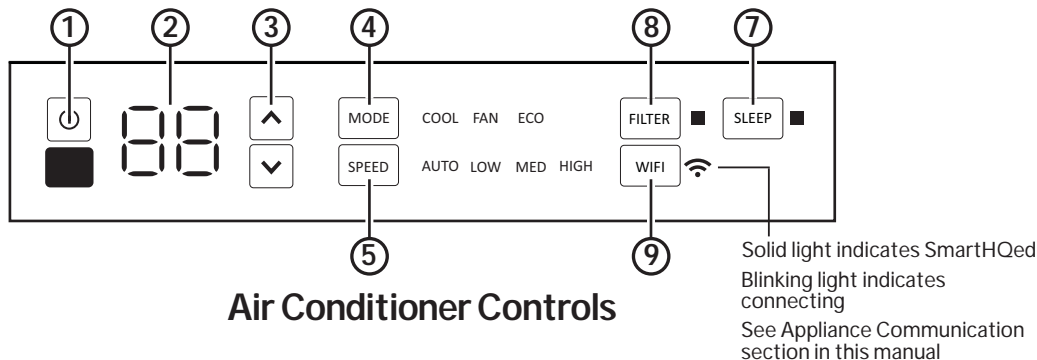 1 2 3 4 8 7
88
MODE COOL FAN ECO FILTER SLEEP
SPEED AUTO LOW MED HIGH WIFI
5 9
Air Conditioner Controls
Solid light indicates SmartHQed
Blinking light indicates
connecting
See Appliance Communication
section in this manual